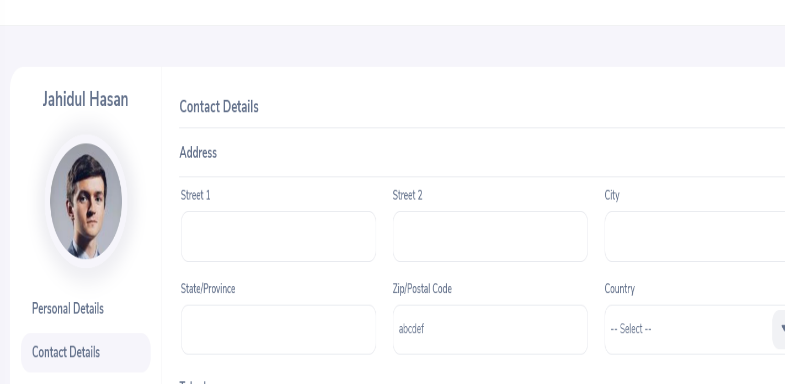 Jahidul Hasan
Personal Details
Contact Details
Contact Details
Address
Street 1
Street 2
City
State/Province
Zip/Postal Code
Country
abcdef
-- Select --